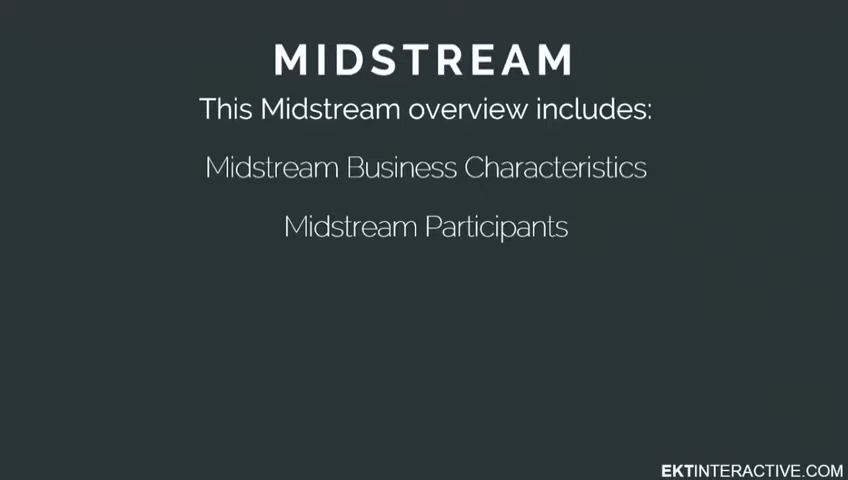 MIDSTREAM
This Midstream overview includes:
Midstream Business Characteristics
Midstream Participants
EKTINTERACTIVE.COM